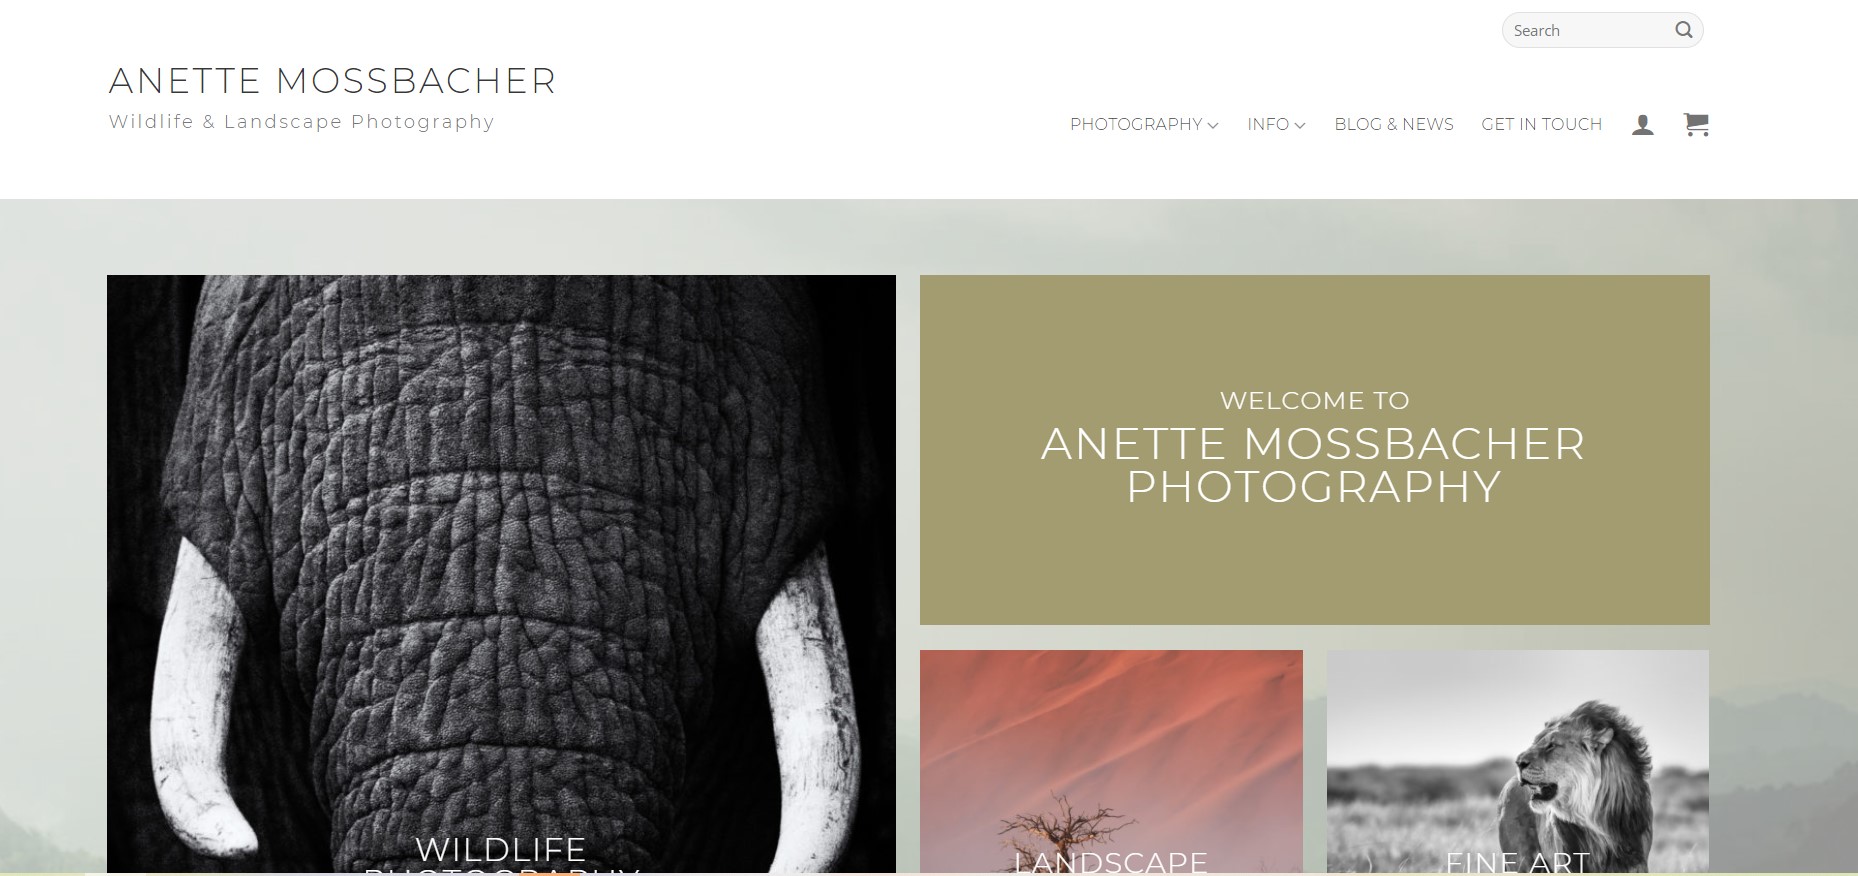 Search
ANETTE MOSSBACHER
Wildlife & Landscape Photography
PHOTOGRAPHY INFO BLOG & NEWS GET IN TOUCH
WELCOME TO
ANETTE MOSSBACHER
PHOTOGRAPHY
WILDLIFE
PHOTOGRAPHY
LANDSCAPE
FINE ART